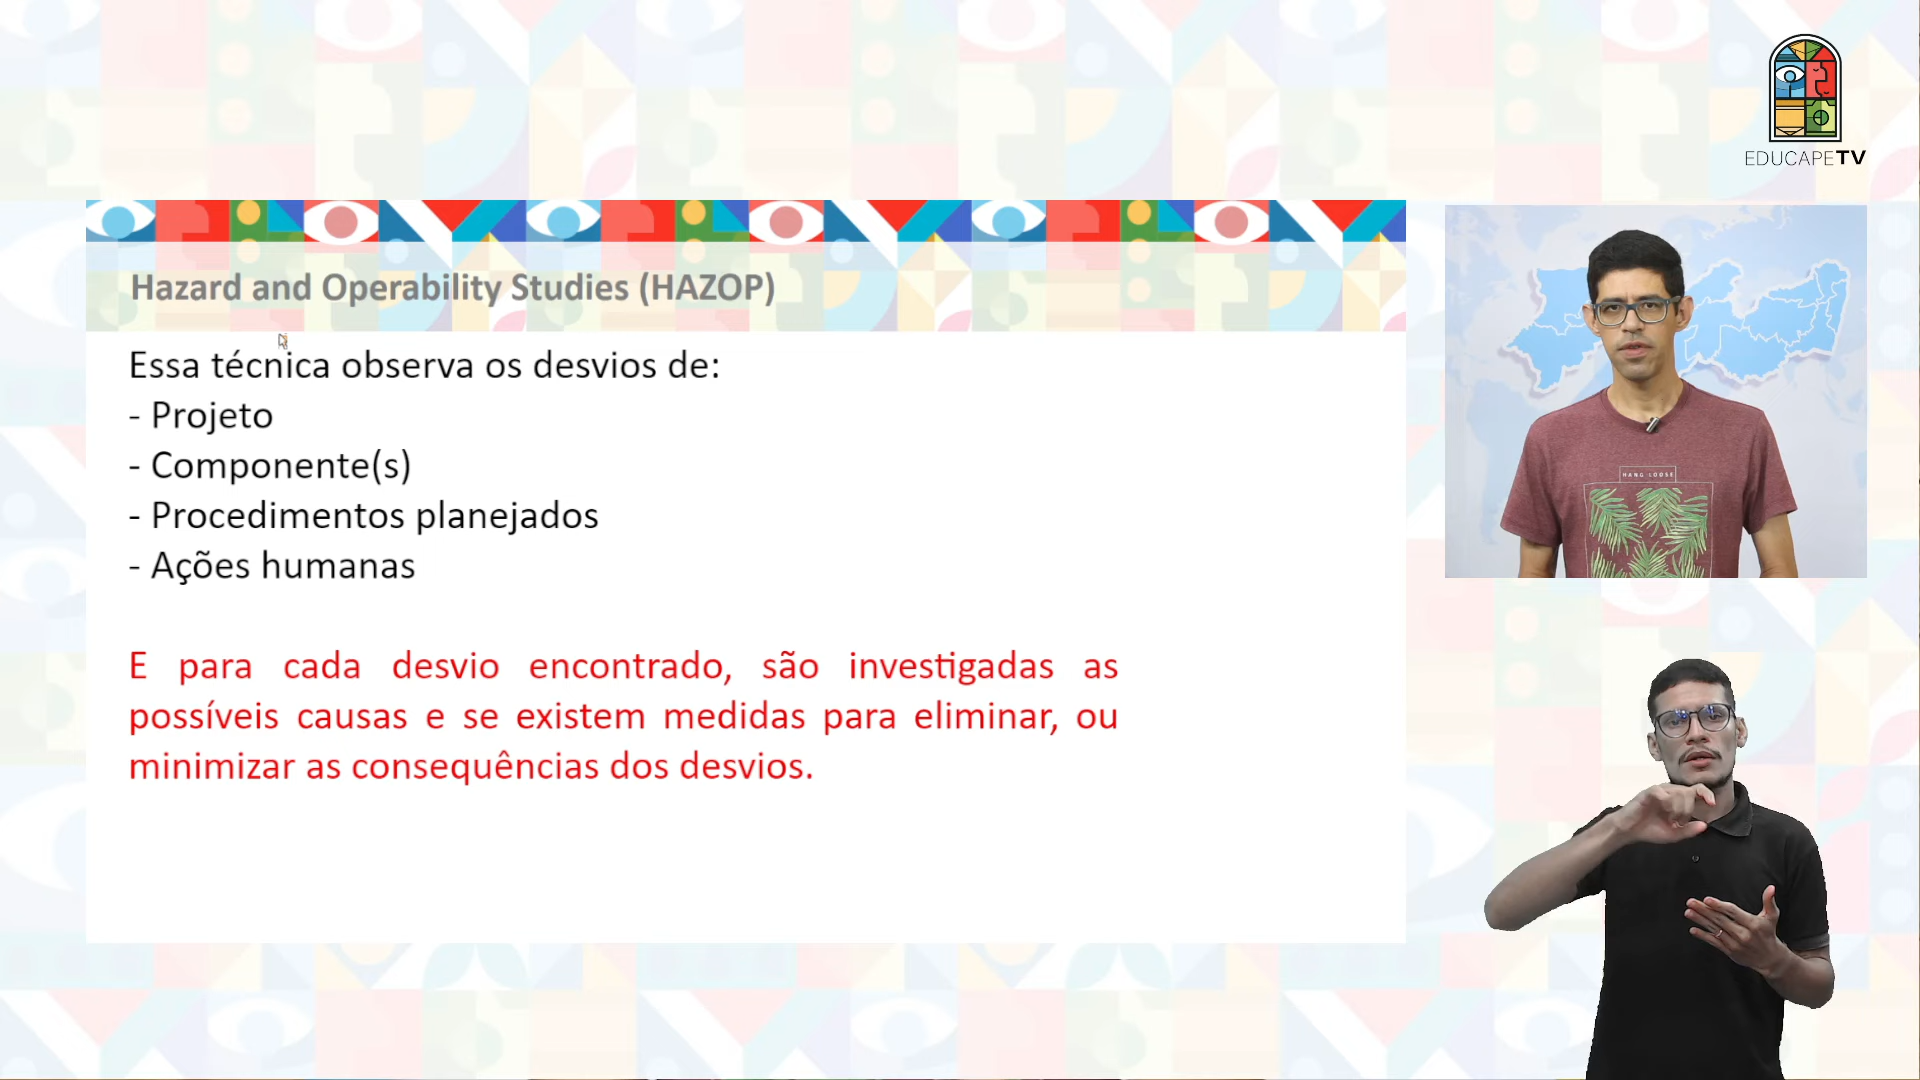 EDUCAPETV
Hazard and Operability Studies (HAZOP)
Essa técnica observa os desvios de:
- Projeto
- Componente(s)
- Procedimentos planejados
- Ações humanas
E para cada desvio encontrado, são investigadas as
possíveis causas e se existem medidas para eliminar, ou
minimizar as consequências dos desvios.
HANG LOOSE